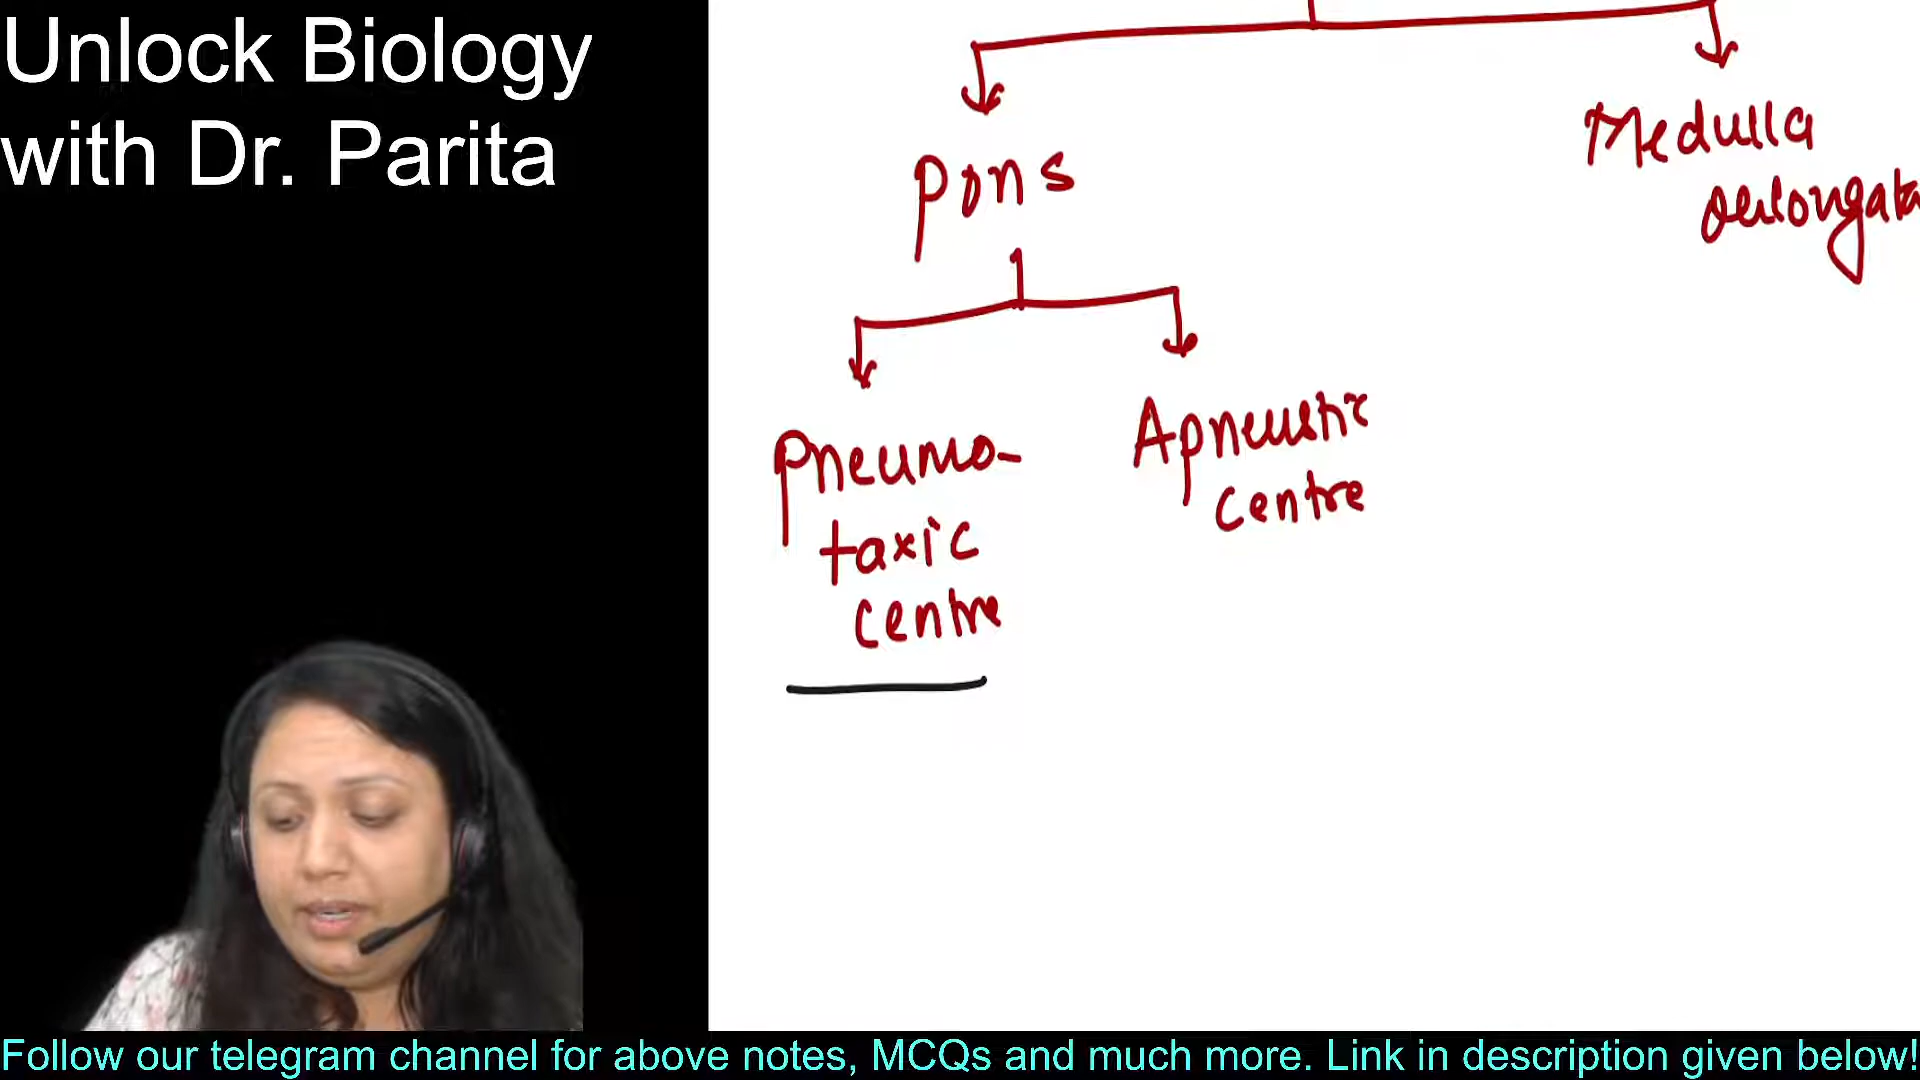 Unlock Biology
with Dr. Parita
Pons
Medulla
oblongata
Pneumo-
taxic
centre
Apneustic
centre
Follow our telegram channel for above notes, MCQs and much more. Link in description given below!